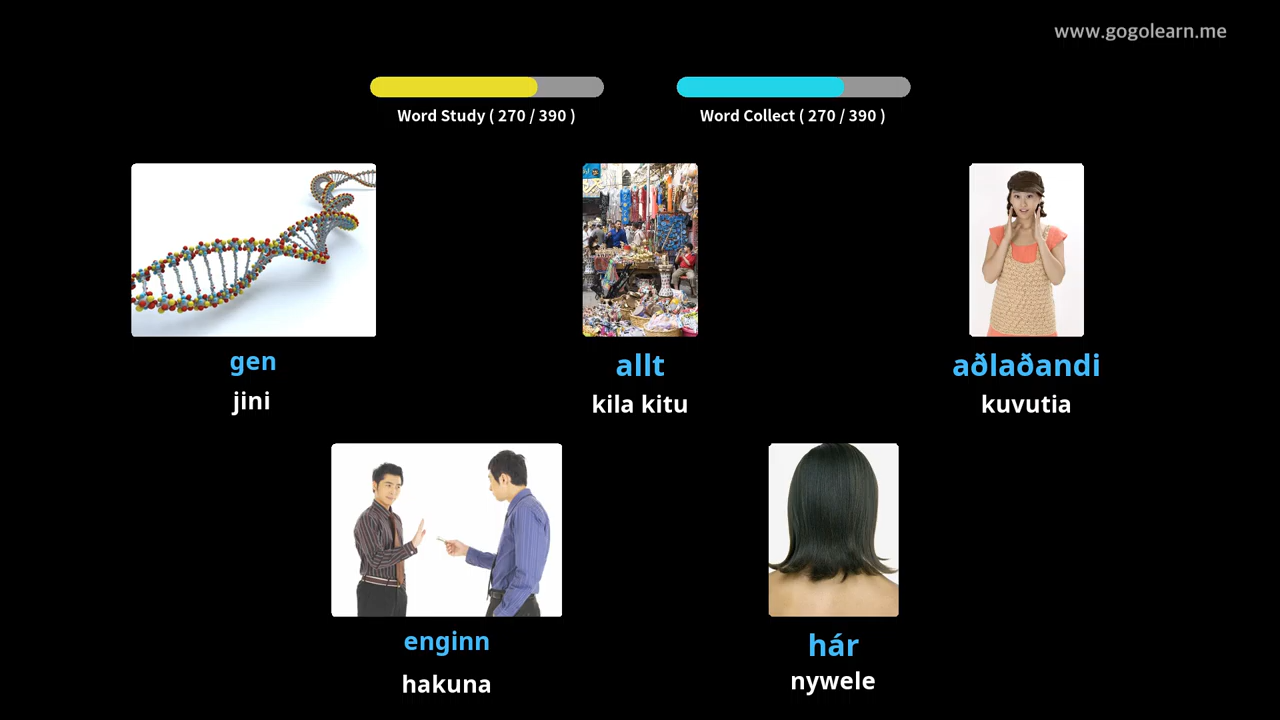 www.gogolearn.me
Word Study ( 270 / 390 )
Word Collect ( 270 / 390 )
gen
jini
allt
kila kitu
aðlaðandi
kuvutia
enginn
hakuna
hár
nywele